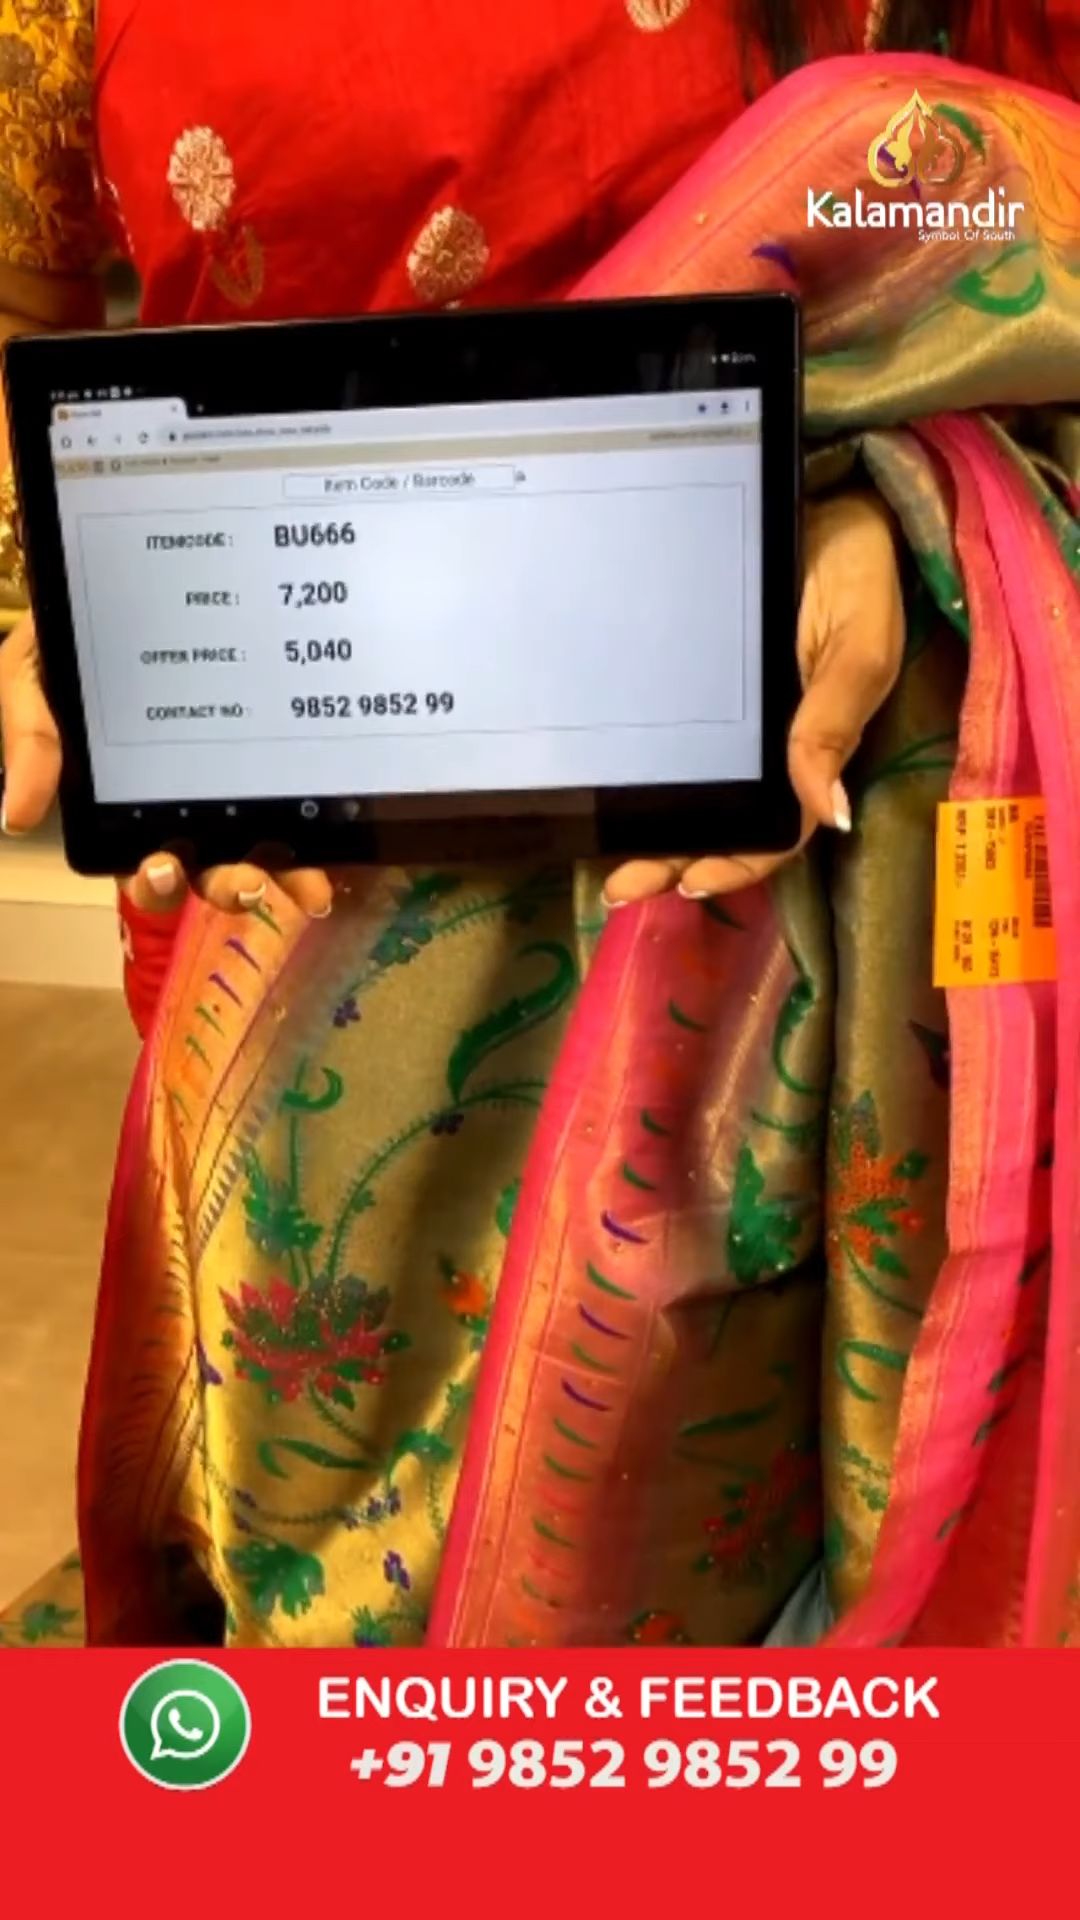 Kalamandir
Symbol Of South
Item Code / Barcode
ITEMCODE : BU666
PRICE : 7,200
OFFER PRICE : 5,040
CONTACT NO : 9852 9852 99
ENQUIRY & FEEDBACK
+91 9852 9852 99